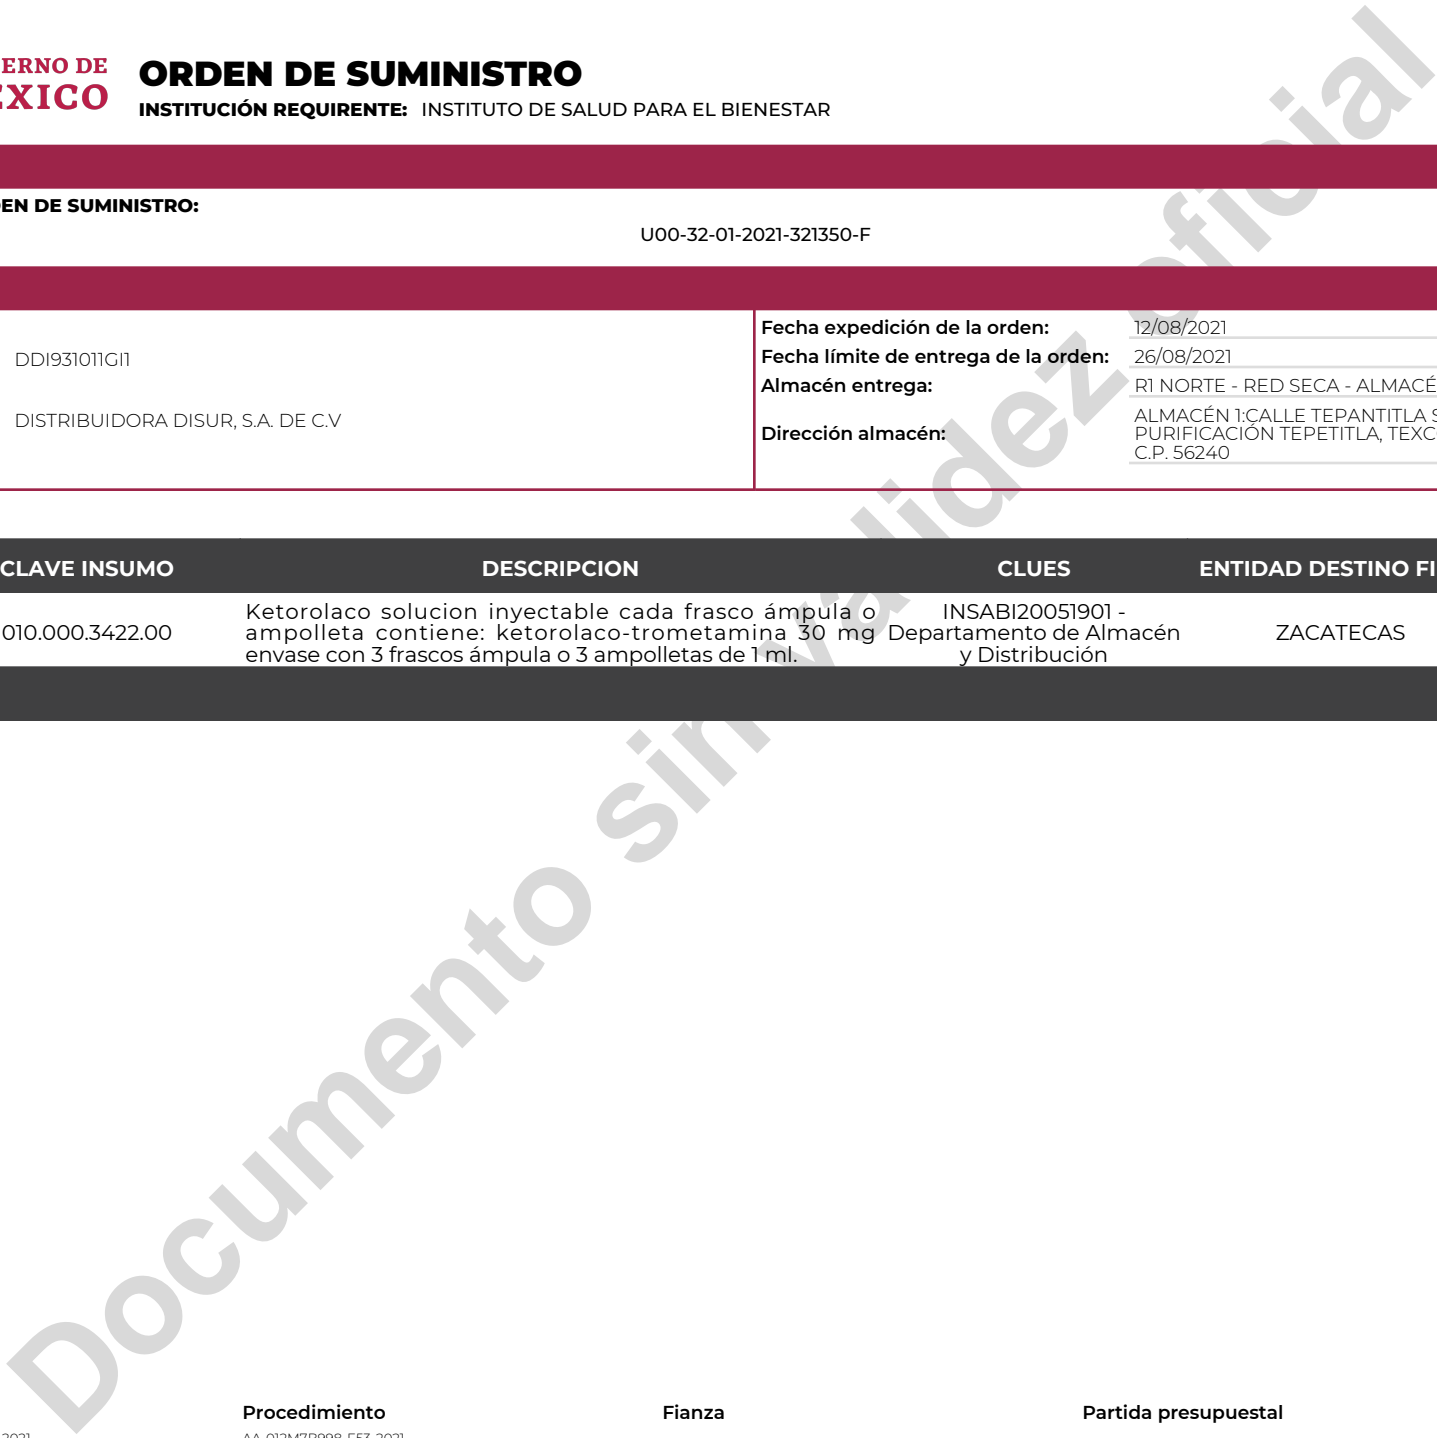 ERNO DE
EXICO
ORDEN DE SUMINISTRO
INSTITUCIÓN REQUIRENTE: INSTITUTO DE SALUD PARA EL BIENESTAR
EN DE SUMINISTRO:
U00-32-01-2021-321350-F
DDI931011GI1
DISTRIBUIDORA DISUR, S.A. DE C.V
Fecha expedición de la orden: 12/08/2021
Fecha límite de entrega de la orden: 26/08/2021
Almacén entrega: R1 NORTE - RED SECA - ALMACÉ
Dirección almacén:
ALMACÉN 1:CALLE TEPANTITLA S
PURIFICACIÓN TEPETITLA, TEXC
C.P. 56240
CLAVE INSUMO DESCRIPCION CLUES ENTIDAD DESTINO FI
010.000.3422.00
Ketorolaco solucion inyectable cada frasco ámpula o
ampolleta contiene: ketorolaco-trometamina 30 mg
envase con 3 frascos ámpula o 3 ampolletas de 1 ml.
INSABI20051901 -
Departamento de Almacén
y Distribución
ZACATECAS
Documento sin validez oficial
Procedimiento Fianza Partida presupuestal